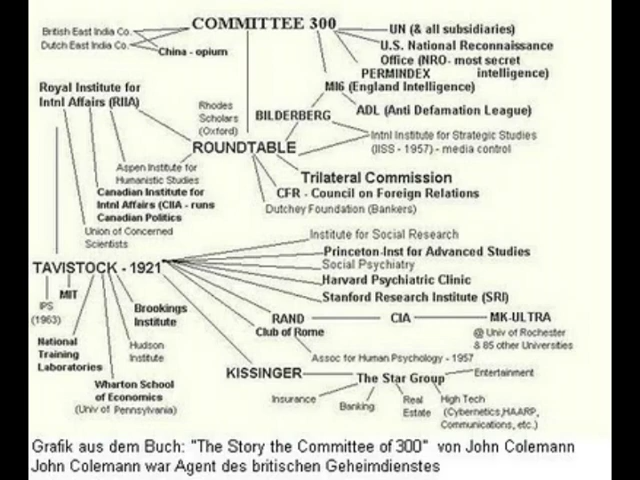 COMMITTEE 300
British East India Co.
Dutch East India Co.
China - opium
UN (& all subsidiaries)
U.S. National Reconnaissance
Office (NRO- most secret
intelligence)
PERMINDEX
MI6 (England Intelligence)
ADL (Anti Defamation League)
Royal Institute for
Intnl Affairs (RIIA)
Rhodes
Scholars
(Oxford)
BILDERBERG
ROUNDTABLE
Intnl Institute for Strategic Studies
(IISS - 1957) - media control
Aspen Institute for
Humanistic Studies
Trilateral Commission
CFR - Council on Foreign Relations
Dutchey Foundation (Bankers)
Canadian Institute for
Intnl Affairs (CIIA - runs
Canadian Politics
Union of Concerned
Scientists
Institute for Social Research
Princeton-Inst for Advanced Studies
Social Psychiatry
Harvard Psychiatric Clinic
Stanford Research Institute (SRI)
TAVISTOCK - 1921
IPS
(1963)
MIT
Brookings
Institute
RAND
CIA
MK-ULTRA
@ Univ of Rochester
& 85 other Universities
Club of Rome
National
Training
Laboratories
Hudson
Institute
Assoc for Human Psychology - 1957
Wharton School
of Economics
(Univ of Pennsylvania)
KISSINGER
The Star Group
Entertainment
Insurance
Banking
Real
Estate
High Tech
(Cybernetics,HAARP,
Communications, etc.)
Grafik aus dem Buch: "The Story the Committee of 300" von John Colemann
John Colemann war Agent des britischen Geheimdienstes